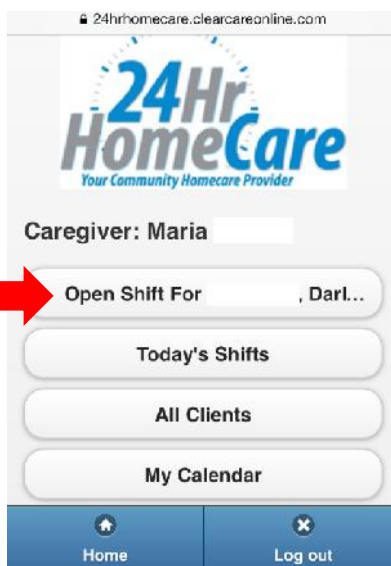 24hrhomecare.clearcareonline.com
24Hr
HomeCare
Your Community Homecare Provider
Caregiver: Maria
Open Shift For , Darl...
Today's Shifts
All Clients
My Calendar
Home Log out